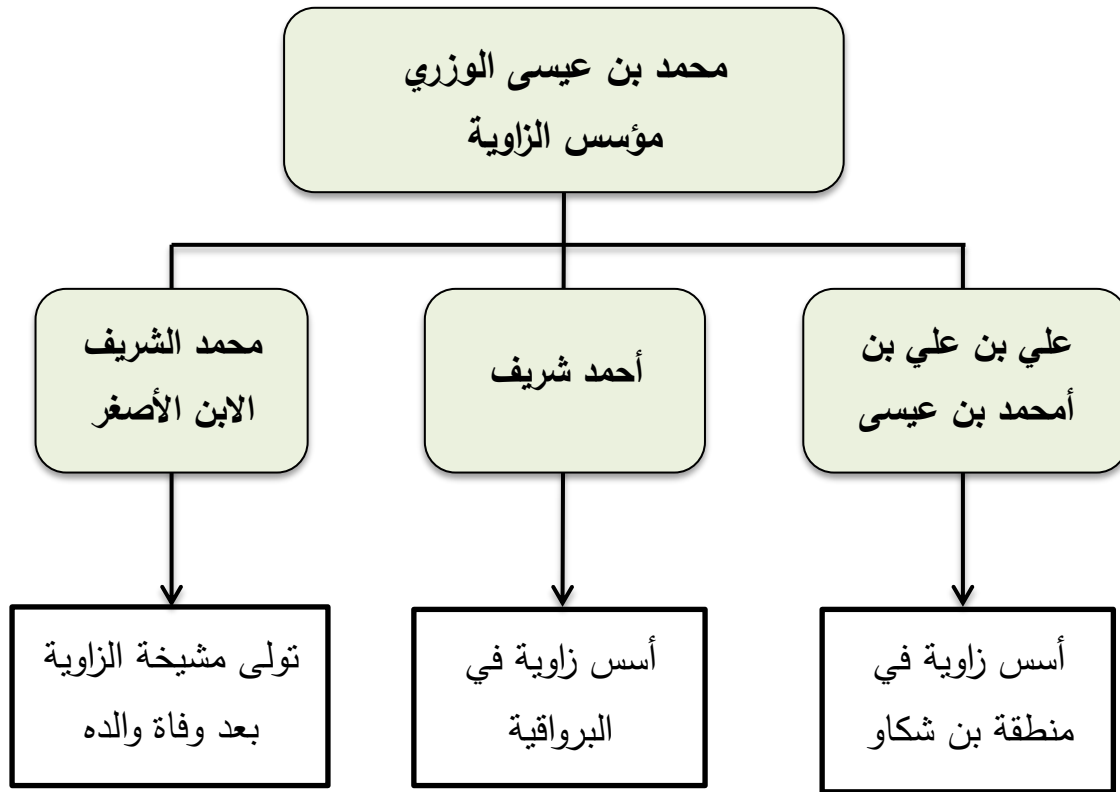 محمد بن عيسى الوزري
مؤسس الزاوية
علي بن علي بن
أمحمد بن عيسى
أحمد شريف
محمد الشريف
الابن الأصغر
أسس زاوية في
منطقة بن شكاو
أسس زاوية في
البرواقية
تولى مشيخة الزاوية
بعد وفاة والده